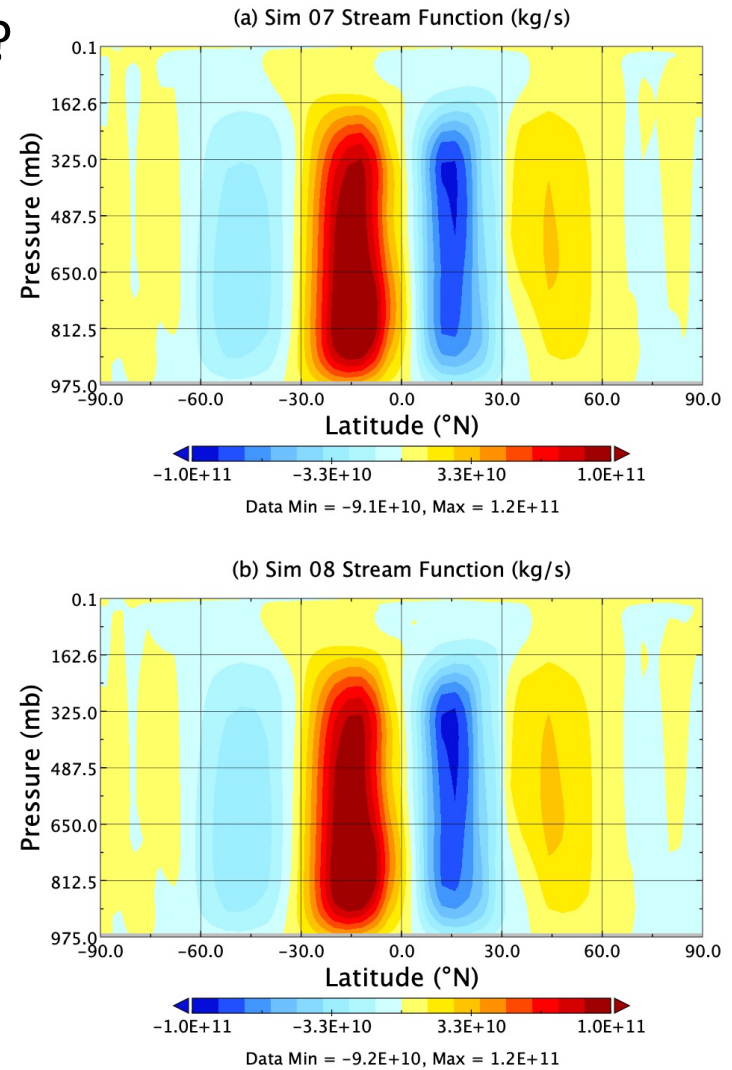 ?
(a) Sim 07 Stream Function (kg/s)
0.1
162.6
325.0
487.5
650.0
812.5
975.0
Pressure (mb)
−90.0 −60.0 −30.0 0.0 30.0 60.0 90.0
Latitude (°N)
−1.0E+11 −3.3E+10 3.3E+10 1.0E+11
Data Min = −9.1E+10, Max = 1.2E+11
(b) Sim 08 Stream Function (kg/s)
0.1
162.6
325.0
487.5
650.0
812.5
975.0
Pressure (mb)
−90.0 −60.0 −30.0 0.0 30.0 60.0 90.0
Latitude (°N)
−1.0E+11 −3.3E+10 3.3E+10 1.0E+11
Data Min = −9.2E+10, Max = 1.2E+11